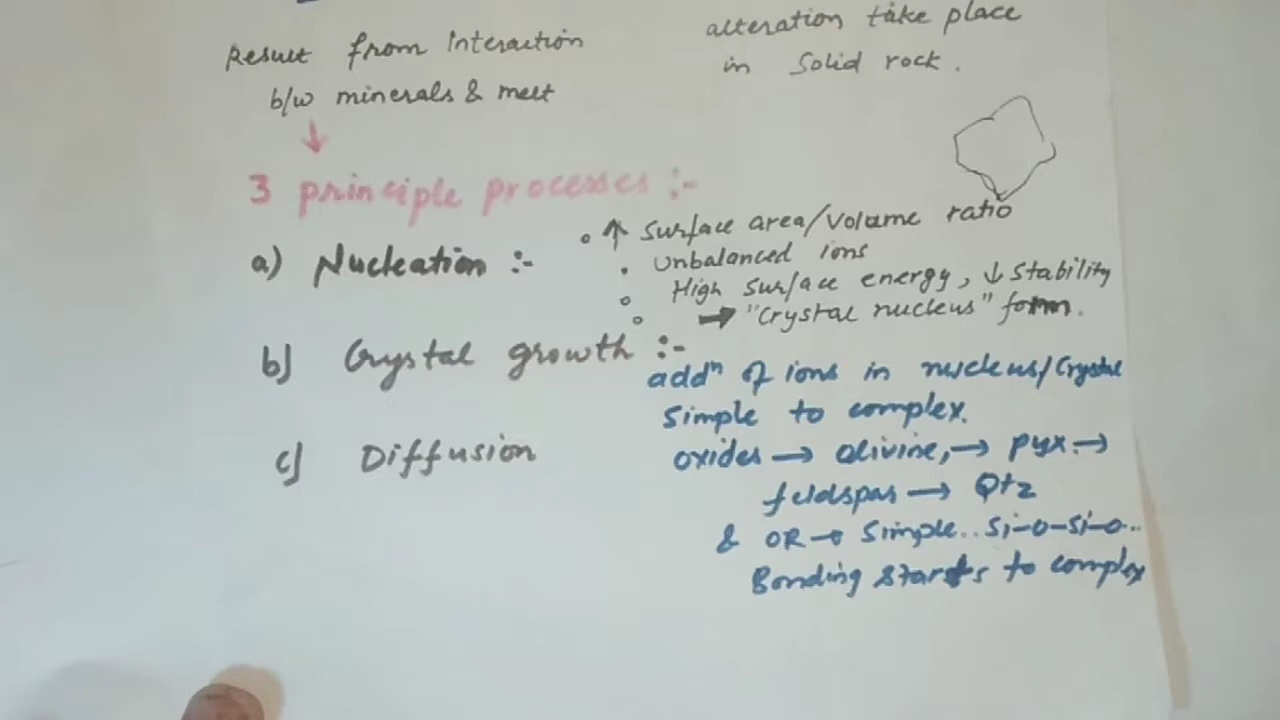 Result from Interaction
b/w minerals & melt
↓
alteration take place
in Solid rock.
3 principle processes :-
a) Nucleation :-
◦ ↑ Surface area/Volume ratio
• Unbalanced ions
◦ High surface energy, ↓ Stability
◦ → "Crystal nucleus" form.
b) Crystal growth :-
addⁿ of ions in nucleus/Crystal
Simple to complex.
oxides → olivine, → pyx. →
feldspar → Qtz
& OR → Simple.. Si-O-Si-O..
Bonding starts to complex
c) Diffusion